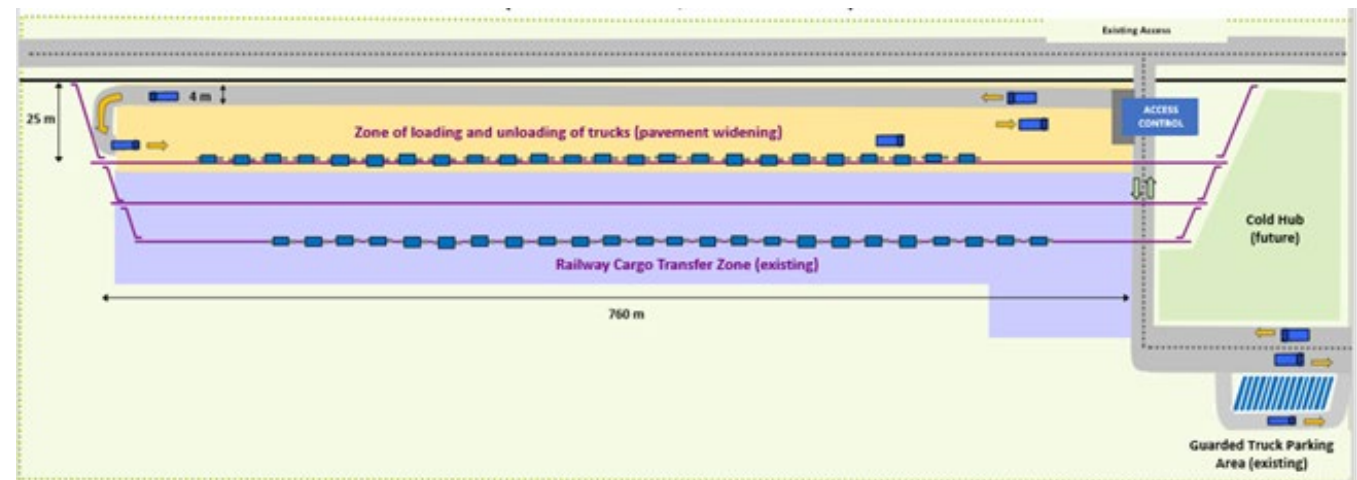 Existing Access
4 m
25 m
ACCESS
CONTROL
Zone of loading and unloading of trucks (pavement widening)
Cold Hub
(future)
Railway Cargo Transfer Zone (existing)
760 m
Guarded Truck Parking
Area (existing)